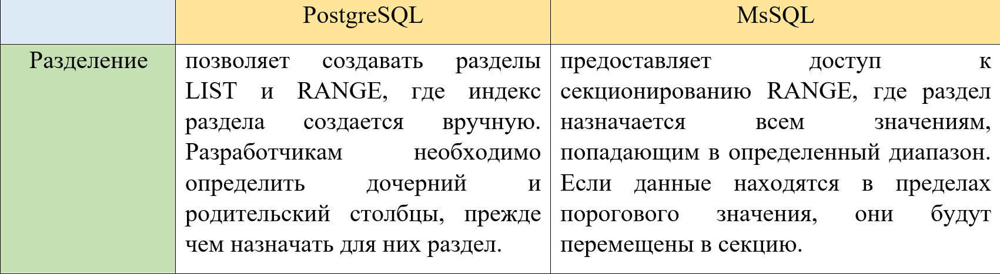 PostgreSQL
MsSQL
Разделение
позволяет создавать разделы
LIST и RANGE, где индекс
раздела создается вручную.
Разработчикам необходимо
определить дочерний и
родительский столбцы, прежде
чем назначать для них раздел.
предоставляет доступ к
секционированию RANGE, где раздел
назначается всем значениям,
попадающим в определенный диапазон.
Если данные находятся в пределах
порогового значения, они будут
перемещены в секцию.